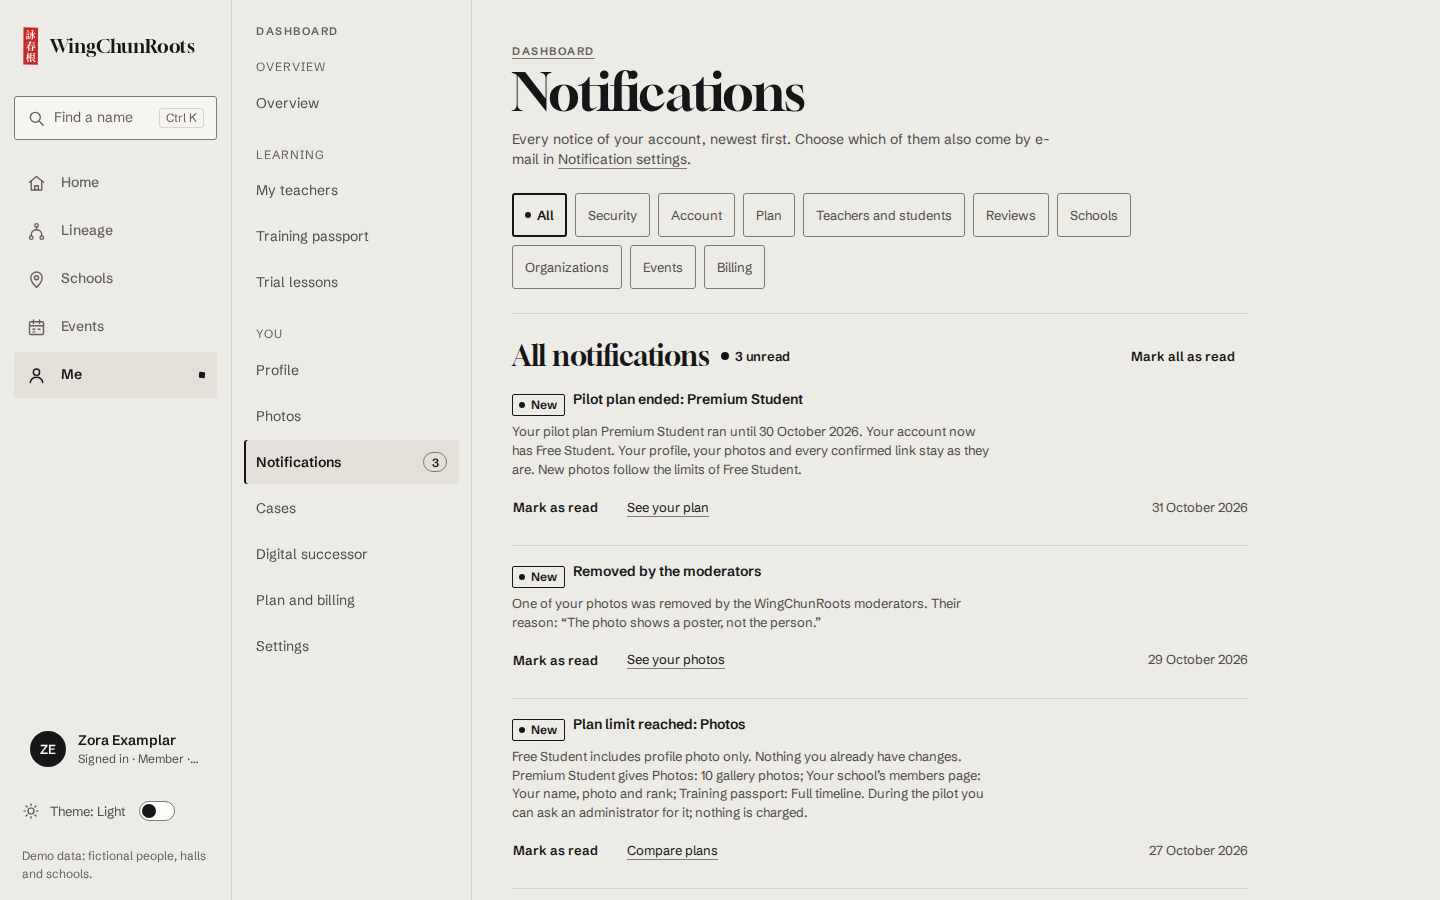 詠春根
WingChunRoots
Find a name
Ctrl K
Home
Lineage
Schools
Events
Me
ZE
Zora Examplar
Signed in · Member ·...
Theme: Light
Demo data: fictional people, halls
and schools.
DASHBOARD
OVERVIEW
Overview
LEARNING
My teachers
Training passport
Trial lessons
YOU
Profile
Photos
Notifications 3
Cases
Digital successor
Plan and billing
Settings
DASHBOARD
Notifications
Every notice of your account, newest first. Choose which of them also come by e-
mail in Notification settings.
All Security Account Plan Teachers and students Reviews Schools
Organizations Events Billing
All notifications 3 unread Mark all as read
New Pilot plan ended: Premium Student
Your pilot plan Premium Student ran until 30 October 2026. Your account now
has Free Student. Your profile, your photos and every confirmed link stay as they
are. New photos follow the limits of Free Student.
Mark as read See your plan 31 October 2026
New Removed by the moderators
One of your photos was removed by the WingChunRoots moderators. Their
reason: “The photo shows a poster, not the person.”
Mark as read See your photos 29 October 2026
New Plan limit reached: Photos
Free Student includes profile photo only. Nothing you already have changes.
Premium Student gives Photos: 10 gallery photos; Your school’s members page:
Your name, photo and rank; Training passport: Full timeline. During the pilot you
can ask an administrator for it; nothing is charged.
Mark as read Compare plans 27 October 2026